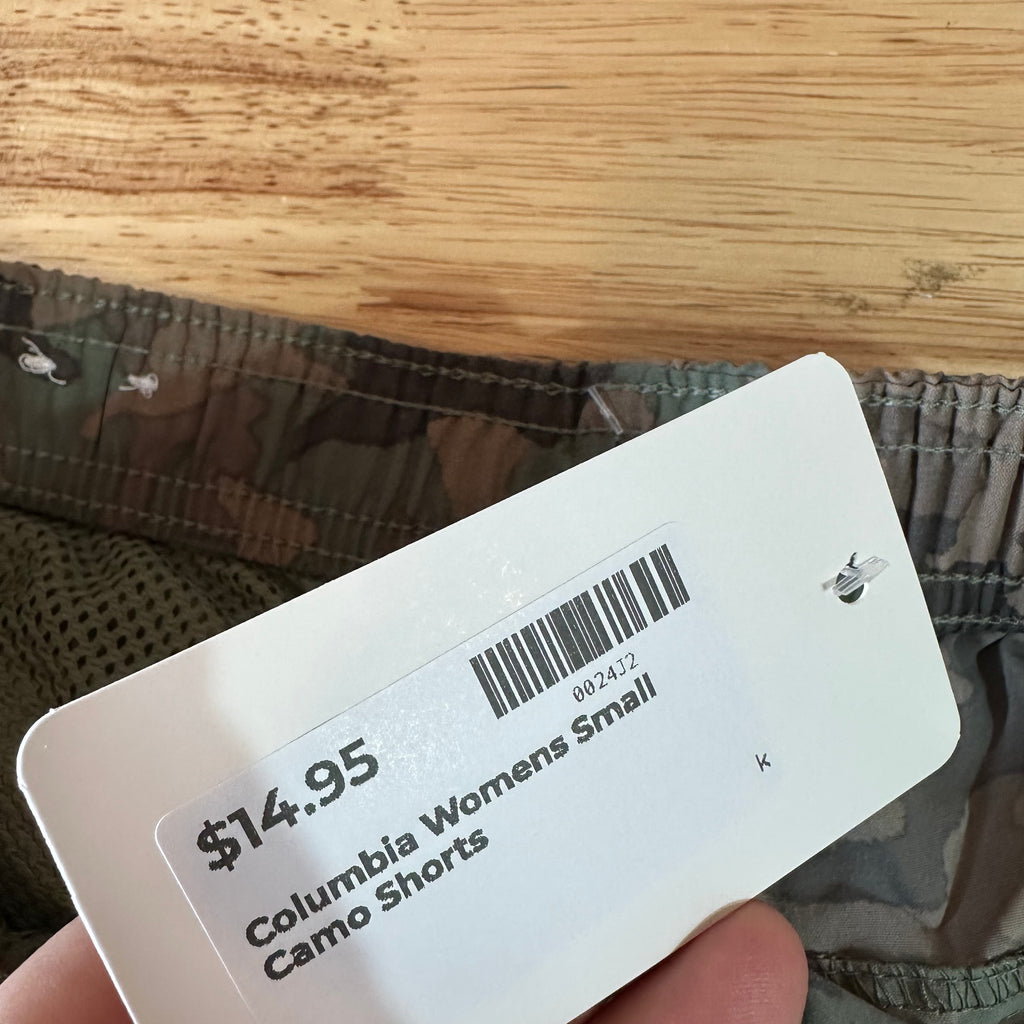 0024J2
$14.95
Columbia Womens Small
Camo Shorts
k